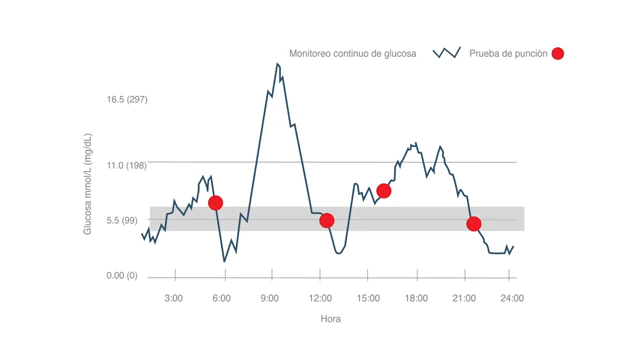 Monitoreo continuo de glucosa
Prueba de punción
16.5 (297)
11.0 (198)
5.5 (99)
0.00 (0)
Glucosa mmol/L (mg/dL)
3:00 6:00 9:00 12:00 15:00 18:00 21:00 24:00
Hora